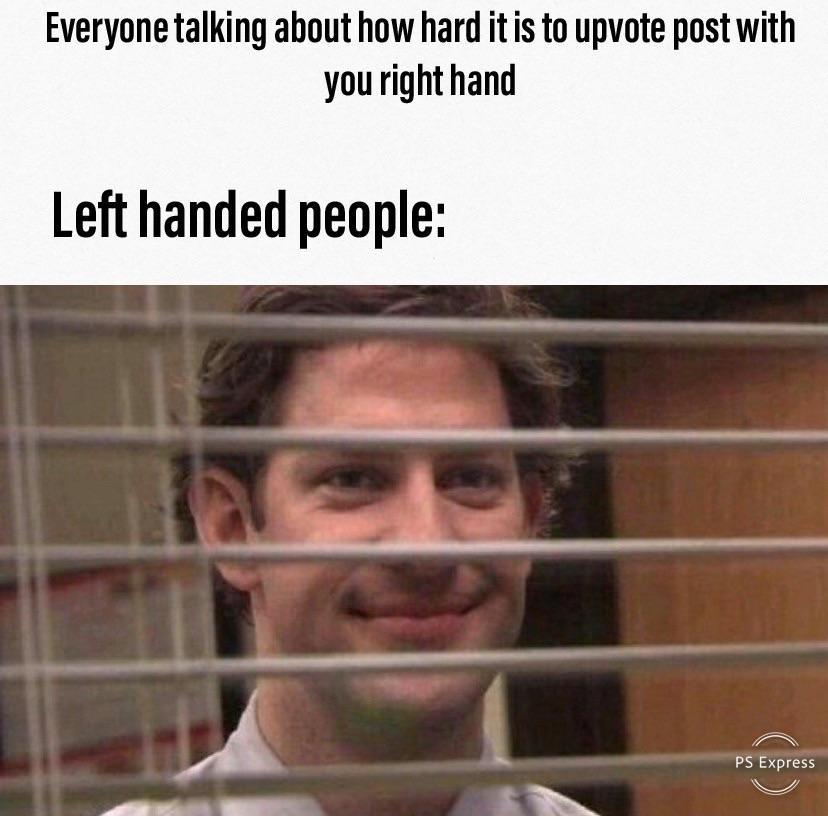 Everyone talking about how hard it is to upvote post with
you right hand
Left handed people:
PS Express